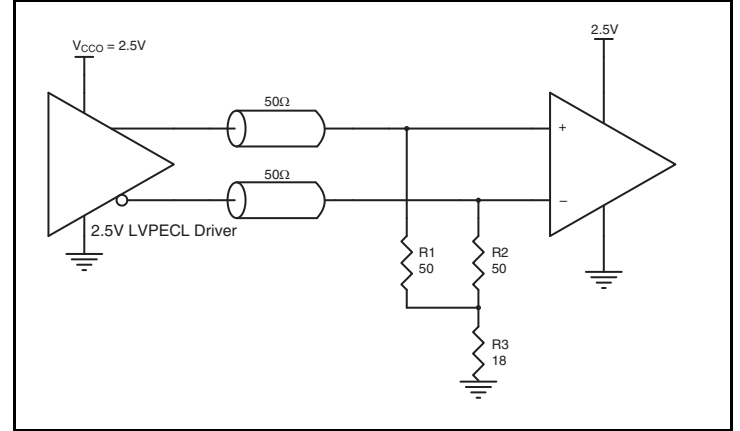 V_CCO = 2.5V
2.5V
50Ω
+
50Ω
–
2.5V LVPECL Driver
R1
50
R2
50
R3
18